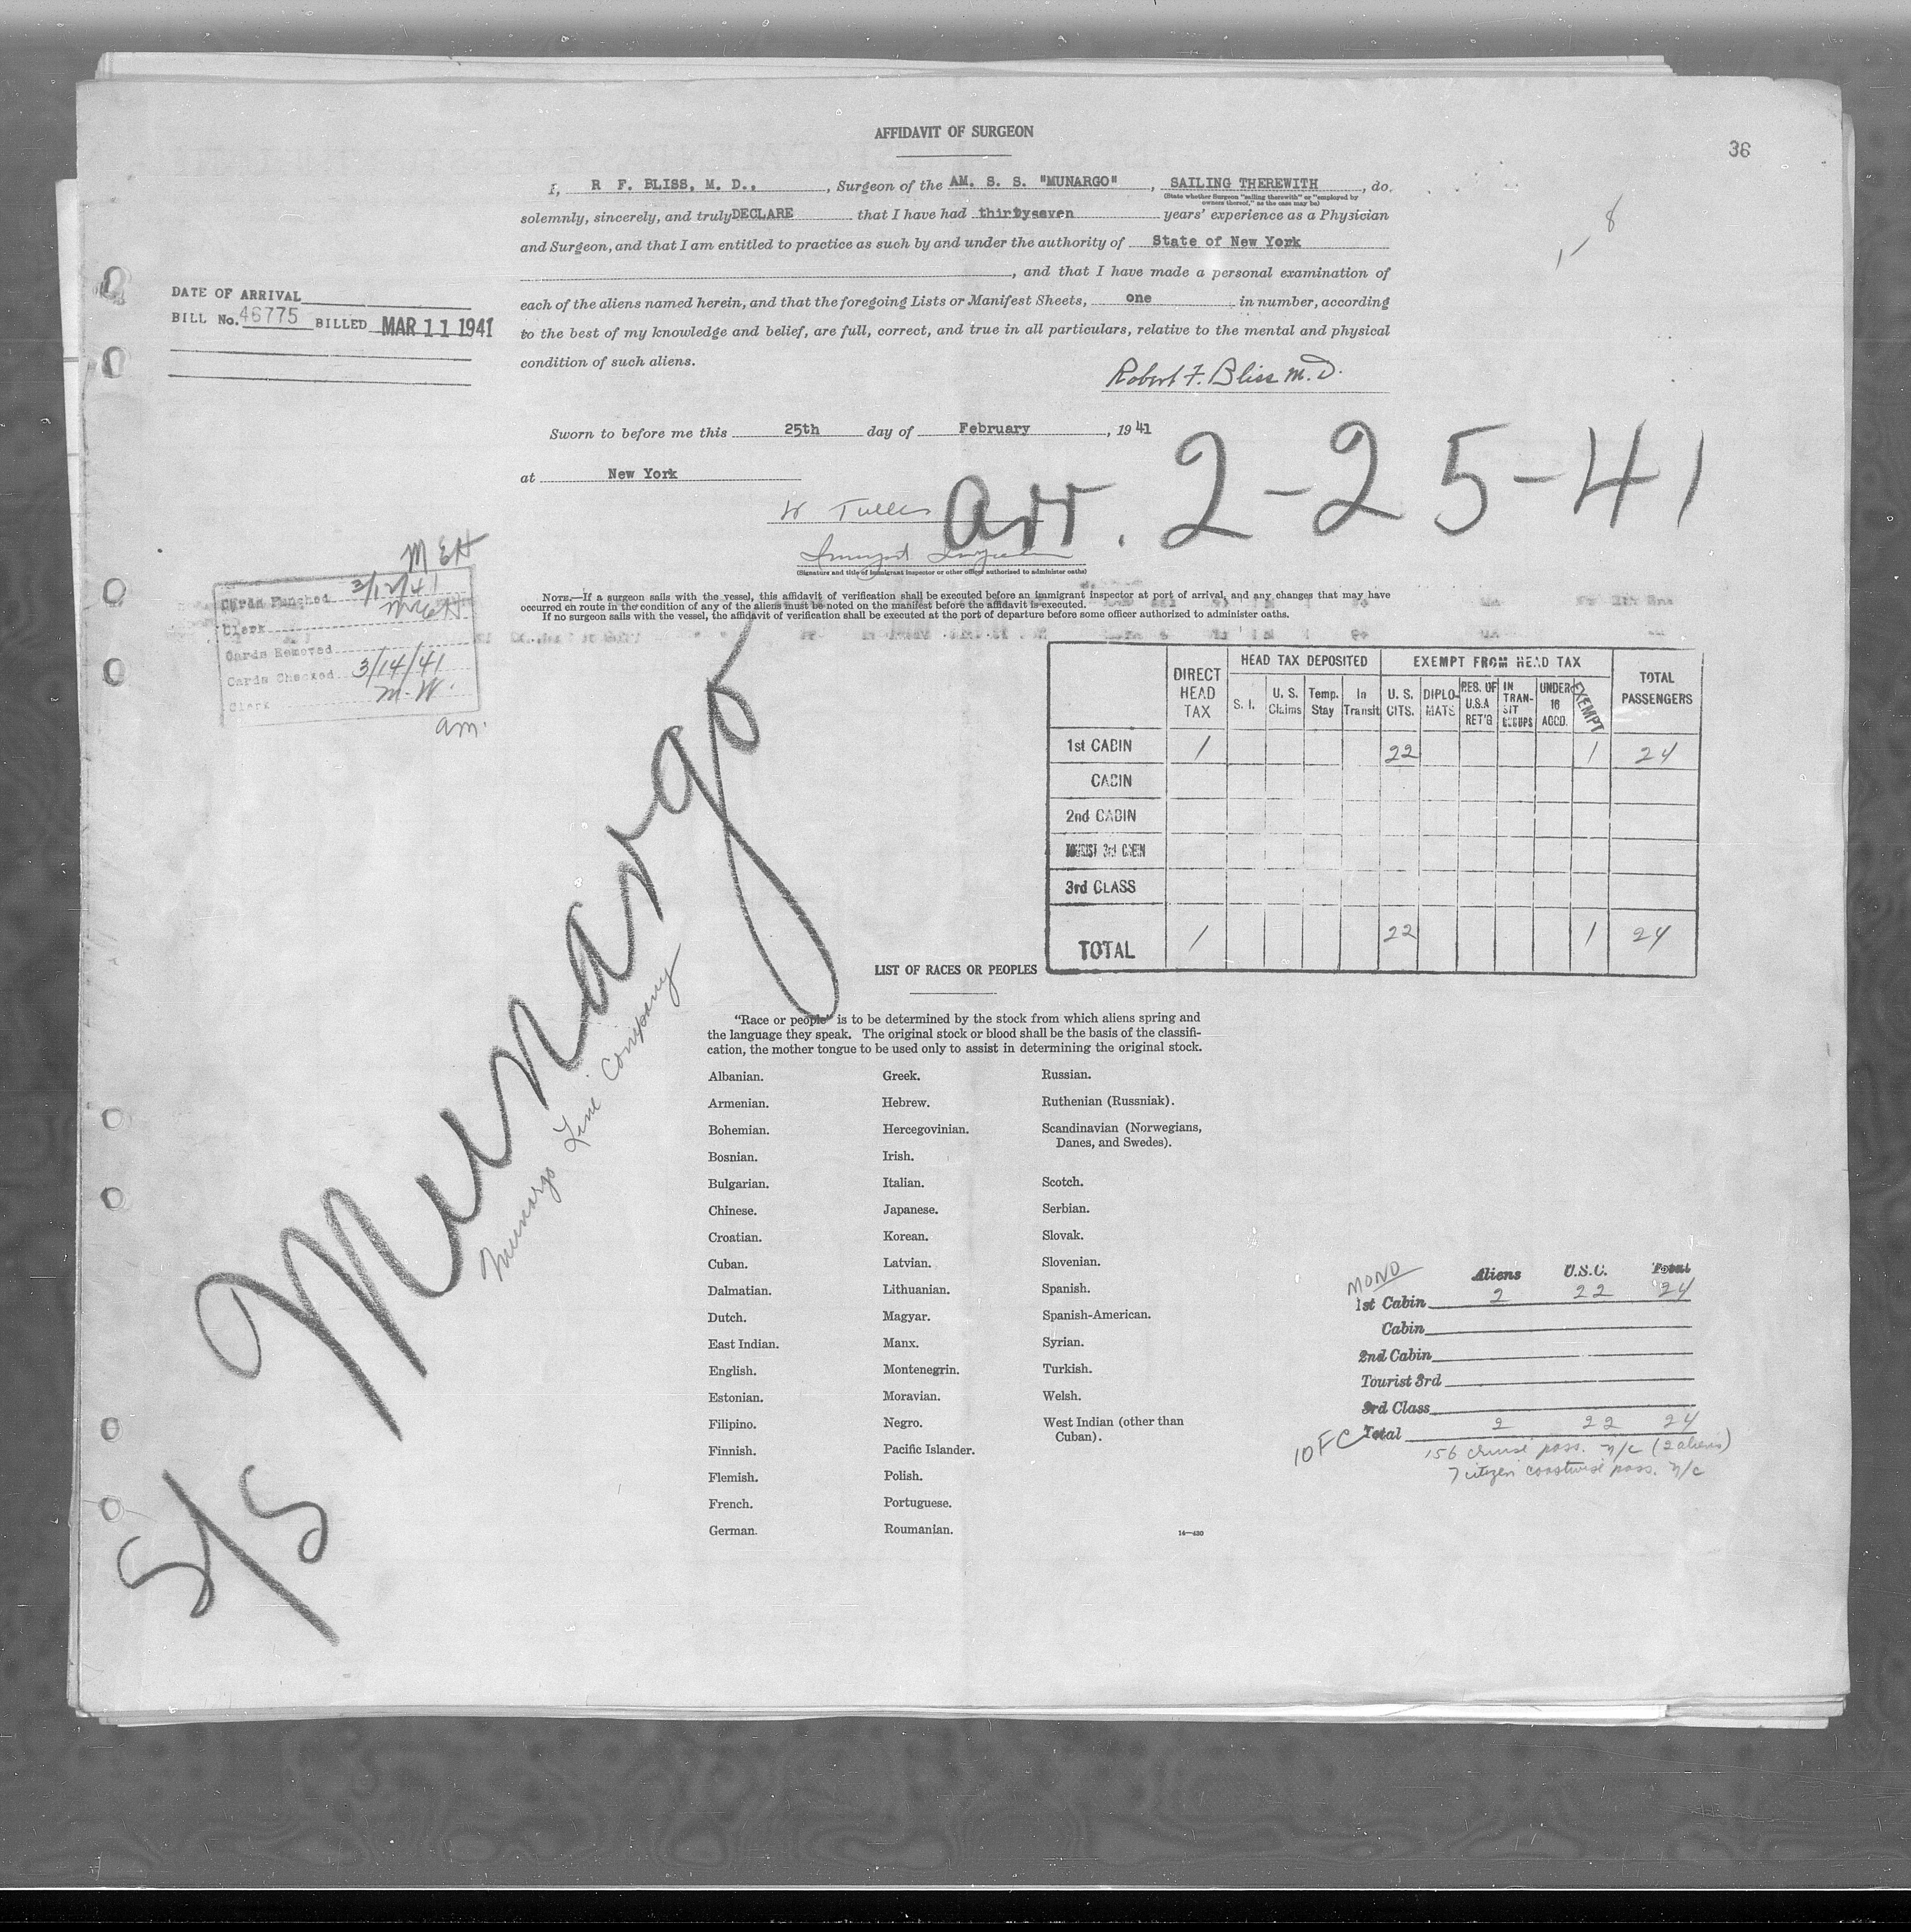 AFFIDAVIT OF SURGEON
36
I, R F. BLISS, M. D., , Surgeon of the AM. S. S. "MUNARGO" , SAILING THEREWITH , do
(State whether Surgeon "sailing therewith" or "employed by
owners thereof," as the case may be)
solemnly, sincerely, and truly DECLARE that I have had thirtyseven years' experience as a Physician
and Surgeon, and that I am entitled to practice as such by and under the authority of State of New York
, and that I have made a personal examination of
each of the aliens named herein, and that the foregoing Lists or Manifest Sheets, one in number, according
to the best of my knowledge and belief, are full, correct, and true in all particulars, relative to the mental and physical
condition of such aliens.
8
1-
DATE OF ARRIVAL
BILL No. 46775 BILLED MAR 11 1941
Robert F. Bliss M.D.
Sworn to before me this 25th day of February , 19 41
at New York
arr. 2-25-41
(Signature and title of immigrant inspector or other officer authorized to administer oaths)
NOTE.—If a surgeon sails with the vessel, this affidavit of verification shall be executed before an immigrant inspector at port of arrival, and any changes that may have
occurred en route in the condition of any of the aliens must be noted on the manifest before the affidavit is executed.
If no surgeon sails with the vessel, the affidavit of verification shall be executed at the port of departure before some officer authorized to administer oaths.
M EH
Cards Punched 3/12/41
Clerk MEH
Cards Removed
Cards Checked 3/14/41
Clerk M.W.
am.
DIRECT HEAD TAX
HEAD TAX DEPOSITED
EXEMPT FROM HEAD TAX
TOTAL PASSENGERS
S. I. U. S. Claims Temp. Stay In Transit U. S. CITS. DIPLO-MATS RES. OF U.S.A RET'G IN TRAN-SIT GROUPS UNDER 16 ACCD. EXEMPT
1st CABIN 1 22 1 24
CABIN
2nd CABIN
TOURIST 3rd CABIN
3rd CLASS
TOTAL 1 22 1 24
S/S Munargo
Munargo Line Company
LIST OF RACES OR PEOPLES
"Race or people" is to be determined by the stock from which aliens spring and
the language they speak. The original stock or blood shall be the basis of the classifi-
cation, the mother tongue to be used only to assist in determining the original stock.
Albanian.
Armenian.
Bohemian.
Bosnian.
Bulgarian.
Chinese.
Croatian.
Cuban.
Dalmatian.
Dutch.
East Indian.
English.
Estonian.
Filipino.
Finnish.
Flemish.
French.
German.
Greek.
Hebrew.
Hercegovinian.
Irish.
Italian.
Japanese.
Korean.
Latvian.
Lithuanian.
Magyar.
Manx.
Montenegrin.
Moravian.
Negro.
Pacific Islander.
Polish.
Portuguese.
Roumanian.
Russian.
Ruthenian (Russniak).
Scandinavian (Norwegians,
Danes, and Swedes).
Scotch.
Serbian.
Slovak.
Slovenian.
Spanish.
Spanish-American.
Syrian.
Turkish.
Welsh.
West Indian (other than
Cuban).
14—430
MONO
Aliens U.S.C. Total
1st Cabin 2 22 24
Cabin
2nd Cabin
Tourist 3rd
3rd Class
Total 2 22 24
10 FC
156 cruise pass. n/c (2 aliens)
7 citizen coastwise pass. n/c